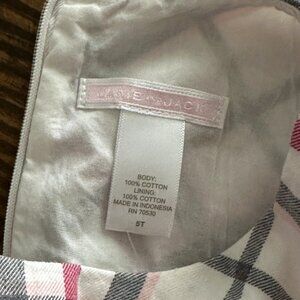 JANIE AND JACK
BODY:
100% COTTON
LINING:
100% COTTON
MADE IN INDONESIA
RN 70530
5T